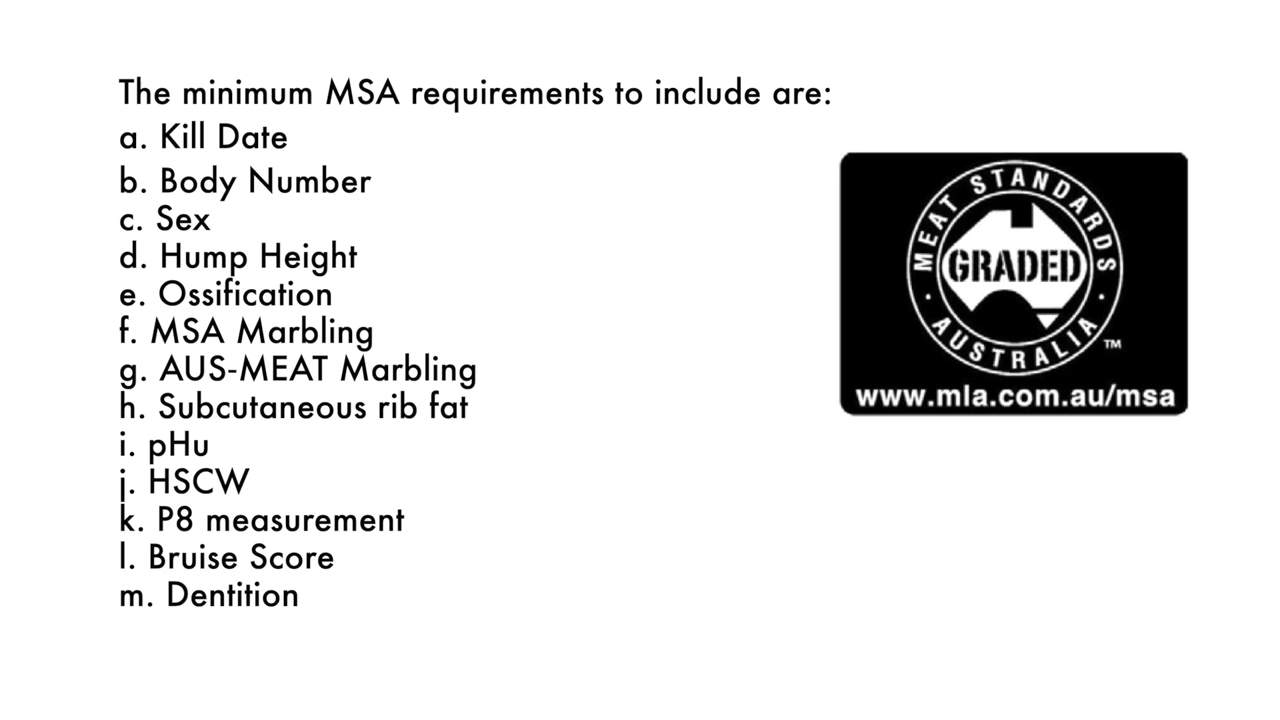 The minimum MSA requirements to include are:
a. Kill Date
b. Body Number
c. Sex
d. Hump Height
e. Ossification
f. MSA Marbling
g. AUS-MEAT Marbling
h. Subcutaneous rib fat
i. pHu
j. HSCW
k. P8 measurement
l. Bruise Score
m. Dentition
MEAT STANDARDS
GRADED
· AUSTRALIA ·
TM
www.mla.com.au/msa